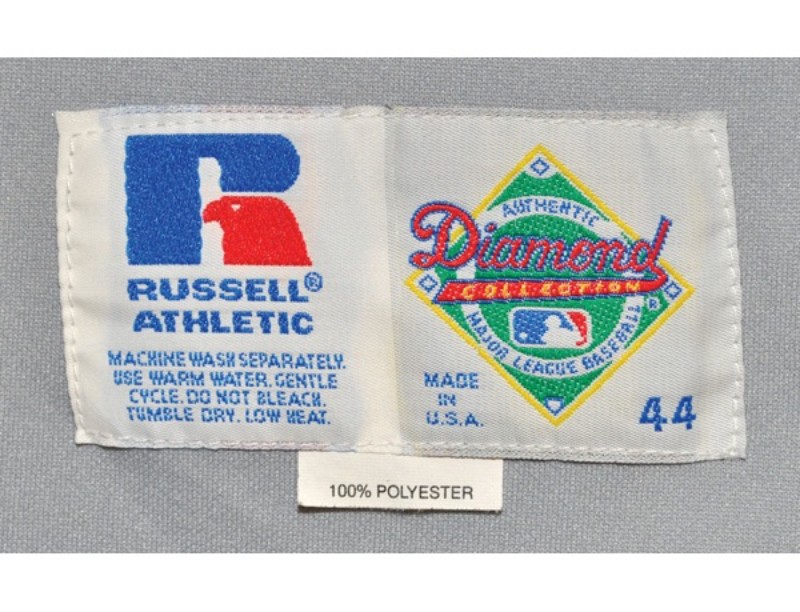 RUSSELL®
ATHLETIC
MACHINE WASH SEPARATELY.
USE WARM WATER. GENTLE
CYCLE. DO NOT BLEACH.
TUMBLE DRY. LOW HEAT.
AUTHENTIC
Diamond
COLLECTION®
MAJOR LEAGUE BASEBALL
MADE
IN
U.S.A.
44
100% POLYESTER